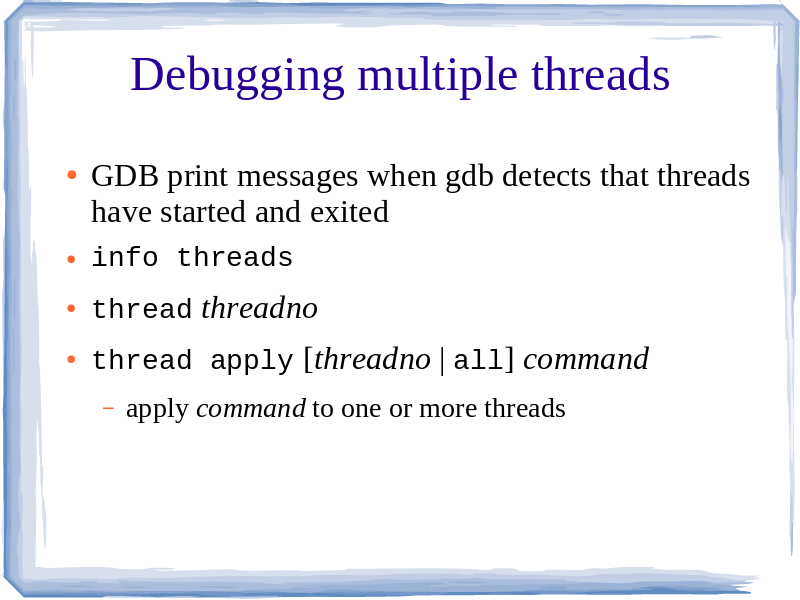 Debugging multiple threads
• GDB print messages when gdb detects that threads
have started and exited
• info threads
• thread threadno
• thread apply [threadno | all] command
– apply command to one or more threads